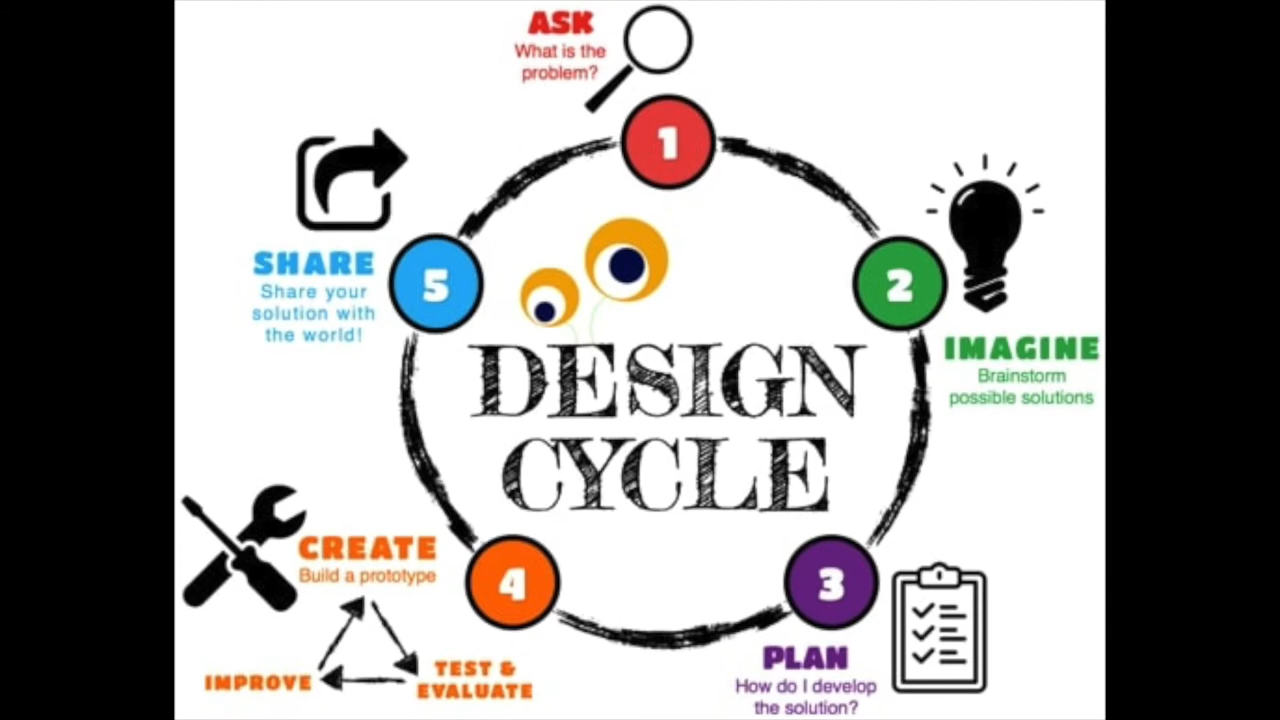 ASK
What is the
problem?
1
2
IMAGINE
Brainstorm
possible solutions
3
PLAN
How do I develop
the solution?
4
CREATE
Build a prototype
TEST &
EVALUATE
IMPROVE
5
SHARE
Share your
solution with
the world!
DESIGN
CYCLE